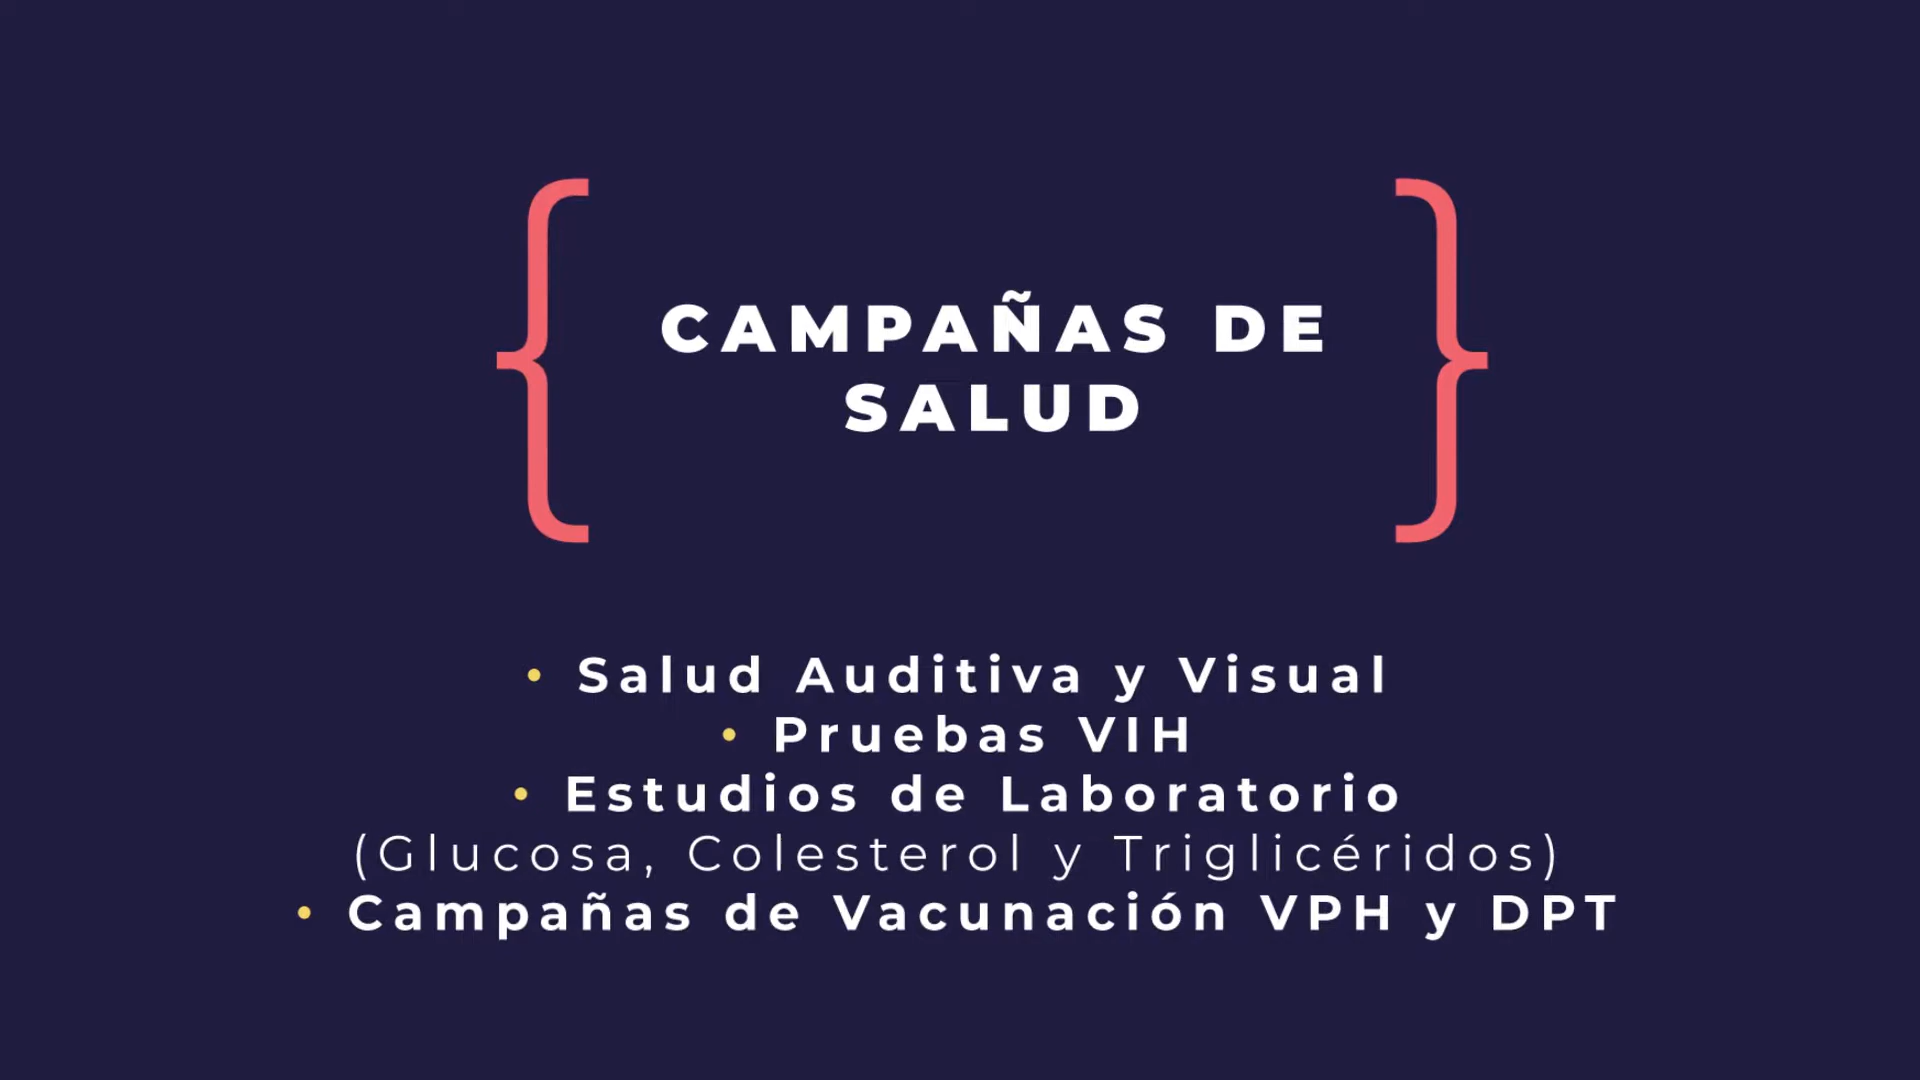 CAMPAÑAS DE
SALUD
• Salud Auditiva y Visual
• Pruebas VIH
• Estudios de Laboratorio
(Glucosa, Colesterol y Triglicéridos)
• Campañas de Vacunación VPH y DPT